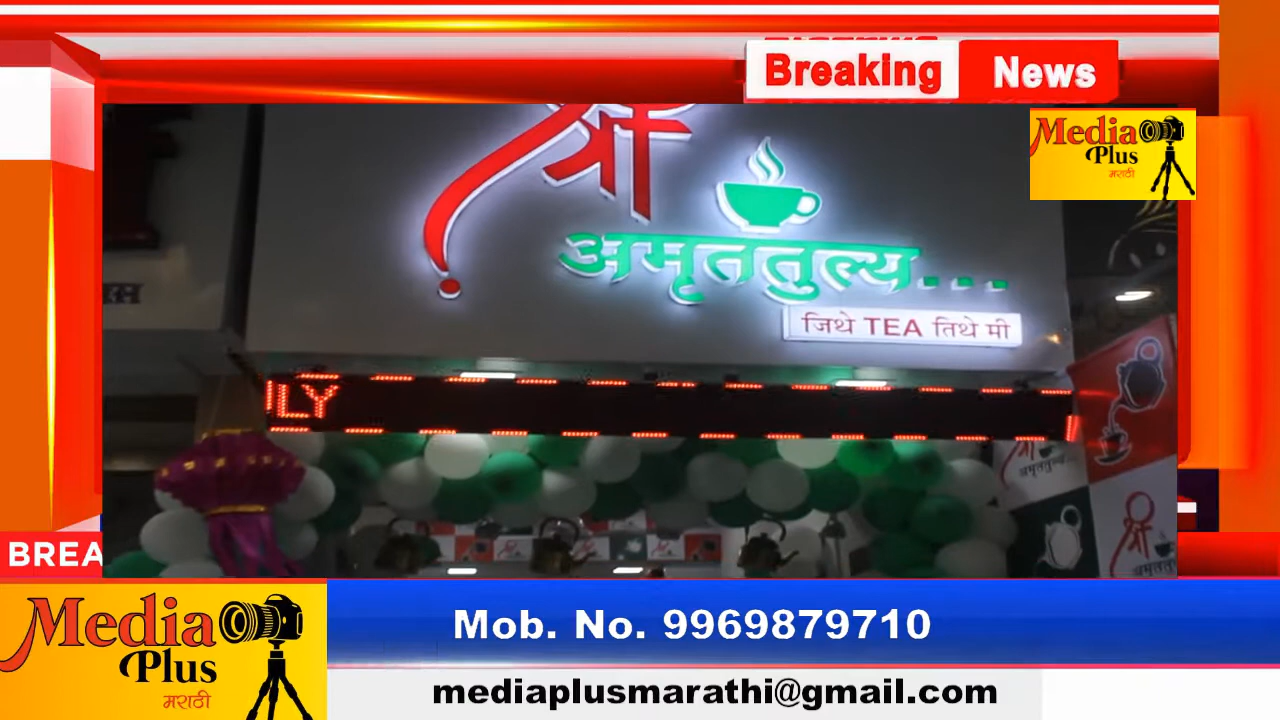 Breaking News
Media
Plus
मराठी
श्री
अमृततुल्य...
जिथे TEA तिथे मी
ILY
श्री
अमृततुल्य
श्री
अमृततुल्य
BREA
Media
Plus
मराठी
Mob. No. 9969879710
mediaplusmarathi@gmail.com